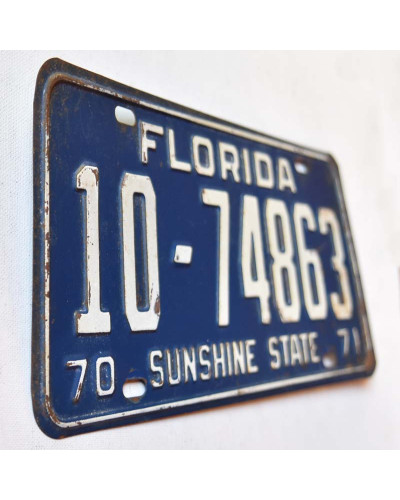 FLORIDA
10-74863
70 SUNSHINE STATE 71